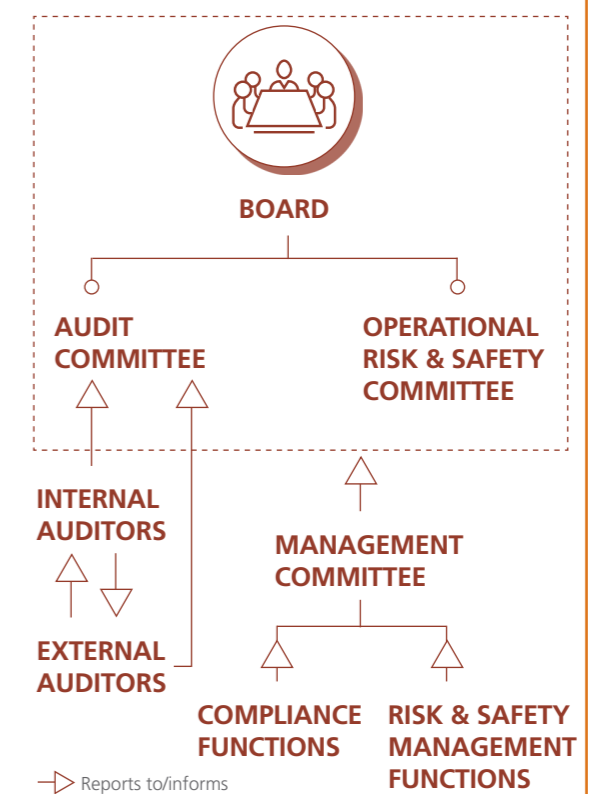 BOARD
AUDIT
COMMITTEE
OPERATIONAL
RISK & SAFETY
COMMITTEE
INTERNAL
AUDITORS
MANAGEMENT
COMMITTEE
EXTERNAL
AUDITORS
COMPLIANCE
FUNCTIONS
RISK & SAFETY
MANAGEMENT
FUNCTIONS
Reports to/informs